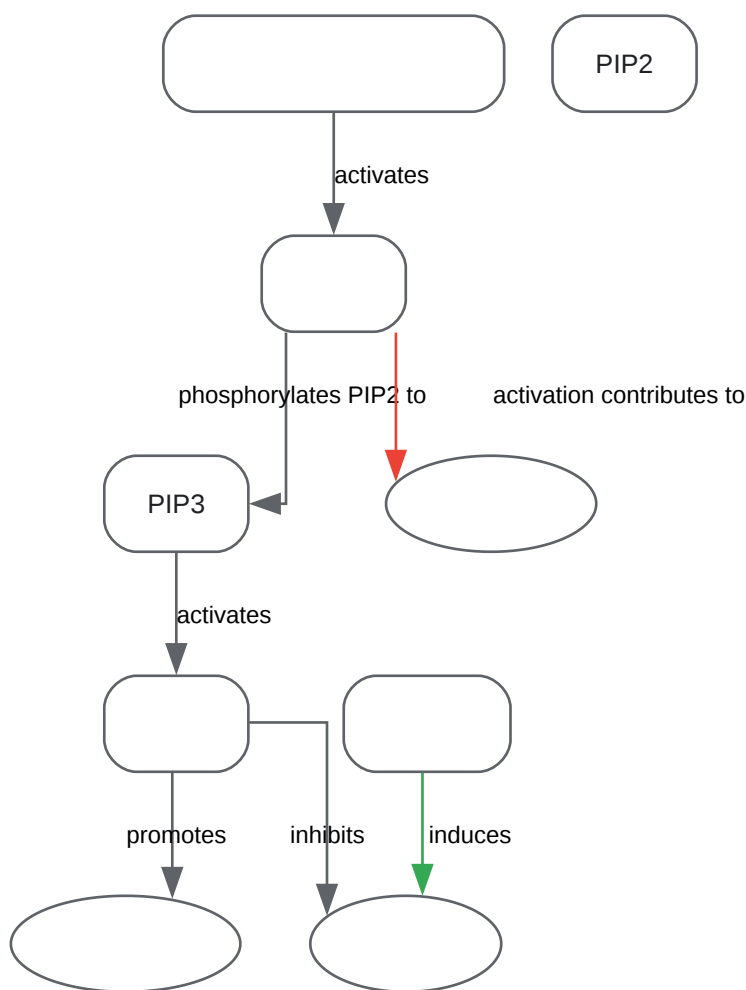 PIP2
activates
phosphorylates PIP2 to
activation contributes to
PIP3
activates
promotes
inhibits
induces